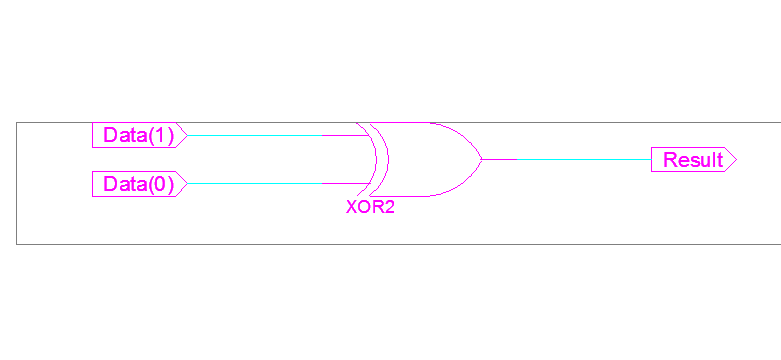 Data(1)
Data(0)
XOR2
Result